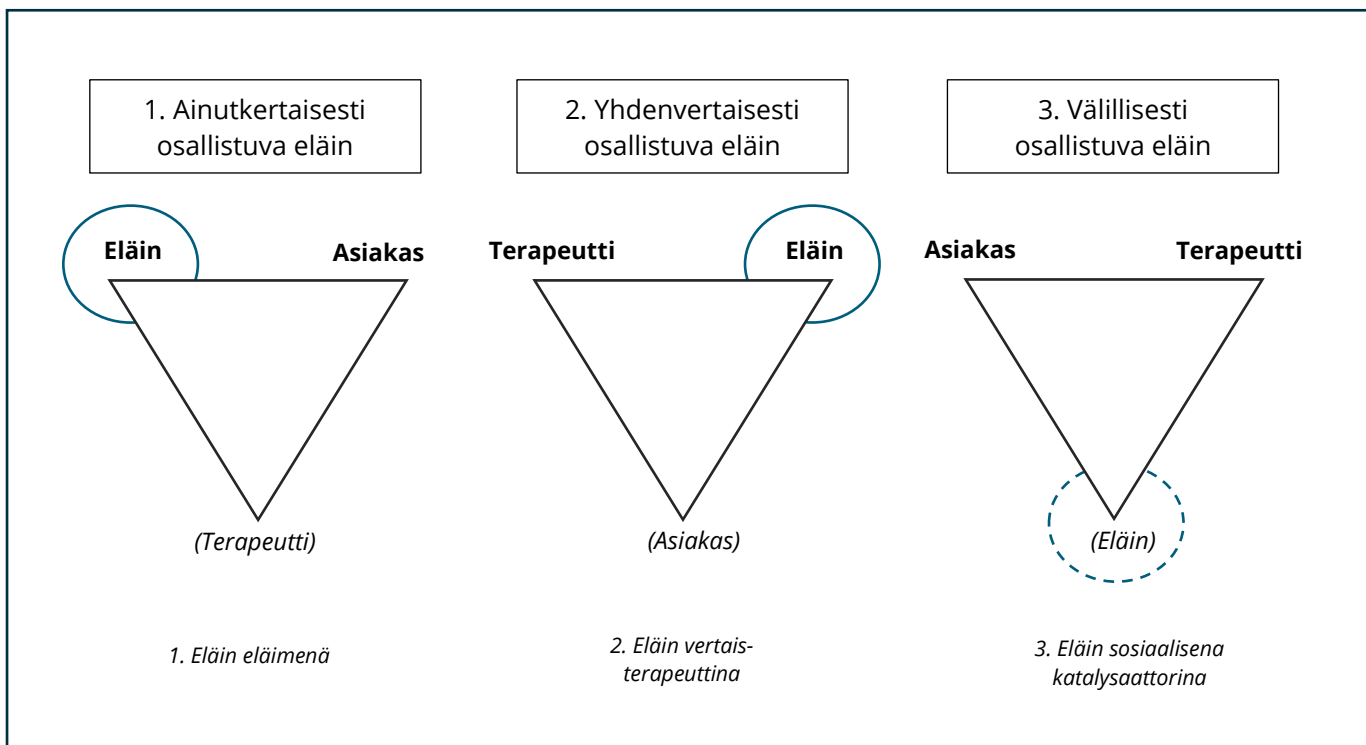 1. Ainutkertaisesti
osallistuva eläin
2. Yhdenvertaisesti
osallistuva eläin
3. Välillisesti
osallistuva eläin
Eläin
Asiakas
Terapeutti
Eläin
Asiakas
Terapeutti
(Terapeutti)
(Asiakas)
(Eläin)
1. Eläin eläimenä
2. Eläin vertais-
terapeuttina
3. Eläin sosiaalisena
katalysaattorina